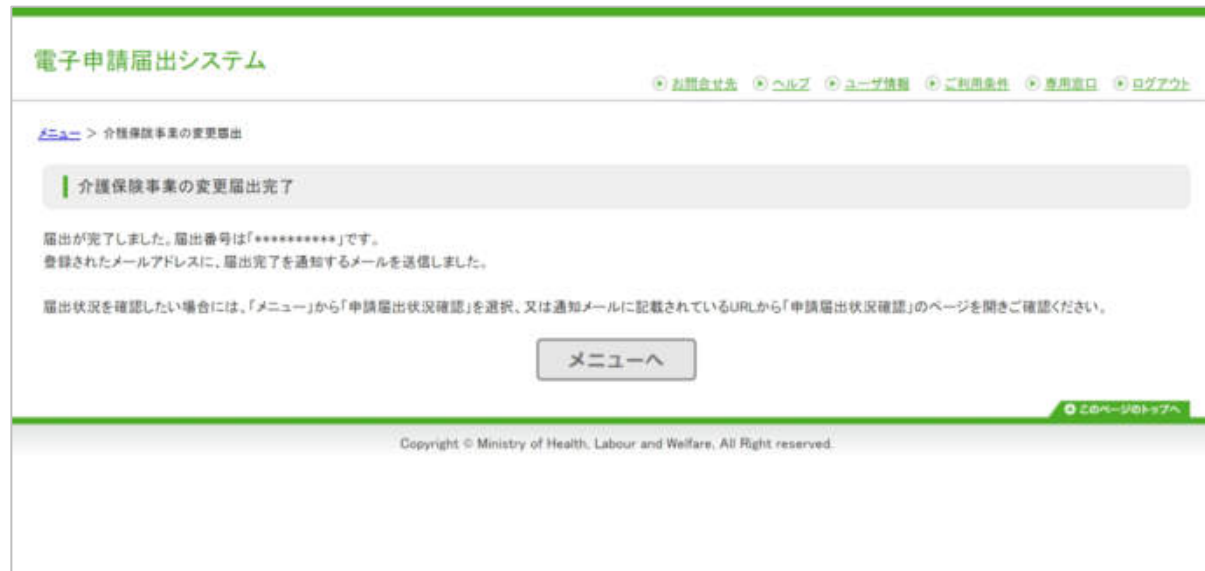 電子申請届出システム
お問合せ先 ヘルプ ユーザ情報 ご利用条件 専用窓口 ログアウト
メニュー > 介護保険事業の変更届出
介護保険事業の変更届出完了
届出が完了しました。届出番号は「**********」です。
登録されたメールアドレスに、届出完了を通知するメールを送信しました。
届出状況を確認したい場合には、「メニュー」から「申請届出状況確認」を選択、又は通知メールに記載されているURLから「申請届出状況確認」のページを開きご確認ください。
メニューへ
このページのトップへ
Copyright © Ministry of Health, Labour and Welfare, All Right reserved.